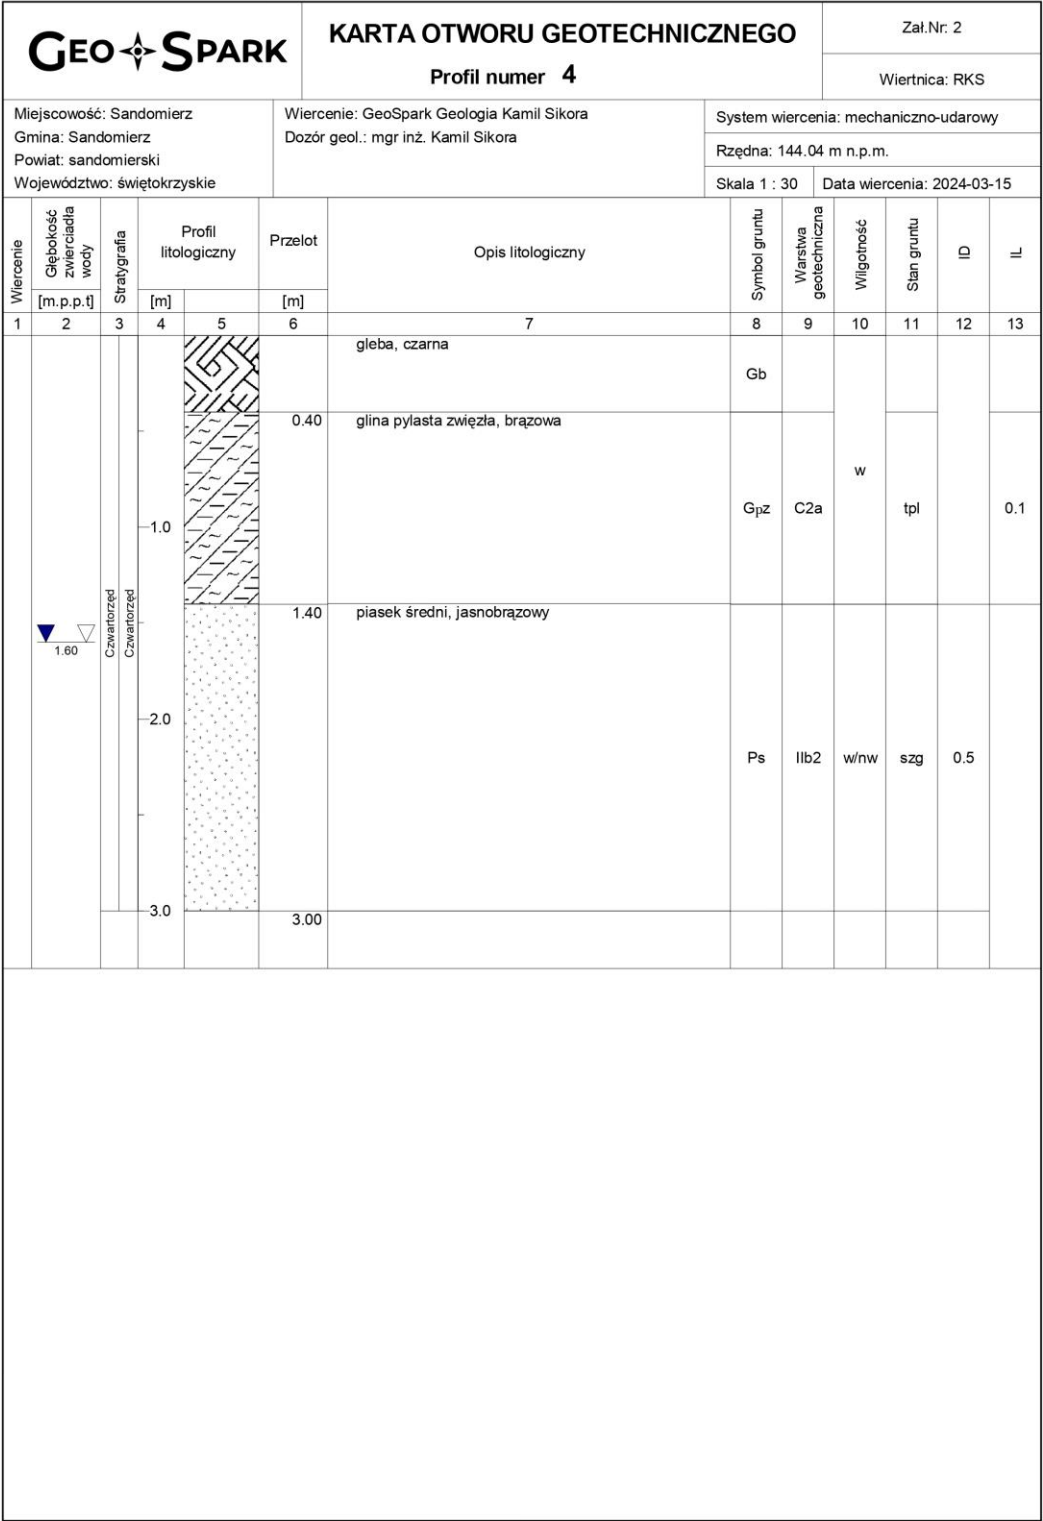 GEO SPARK
KARTA OTWORU GEOTECHNICZNEGO
Profil numer 4
Zał.Nr: 2
Wiertnica: RKS
Miejscowość: Sandomierz
Gmina: Sandomierz
Powiat: sandomierski
Województwo: świętokrzyskie
Wiercenie: GeoSpark Geologia Kamil Sikora
Dozór geol.: mgr inż. Kamil Sikora
System wiercenia: mechaniczno-udarowy
Rzędna: 144.04 m n.p.m.
Skala 1 : 30
Data wiercenia: 2024-03-15
Wiercenie
Głębokość
zwierciadła
wody
[m.p.p.t]
Stratygrafia
Profil
litologiczny
[m]
Przelot
[m]
Opis litologiczny
Symbol gruntu
Warstwa
geotechniczna
Wilgotność
Stan gruntu
ID
IL
1 2 3 4 5 6 7 8 9 10 11 12 13
gleba, czarna
Gb
0.40 glina pylasta zwięzła, brązowa
w
1.0
Gpz C2a tpl 0.1
Czwartorzęd
Czwartorzęd
1.40 piasek średni, jasnobrązowy
1.60
2.0
Ps IIb2 w/nw szg 0.5
3.0
3.00